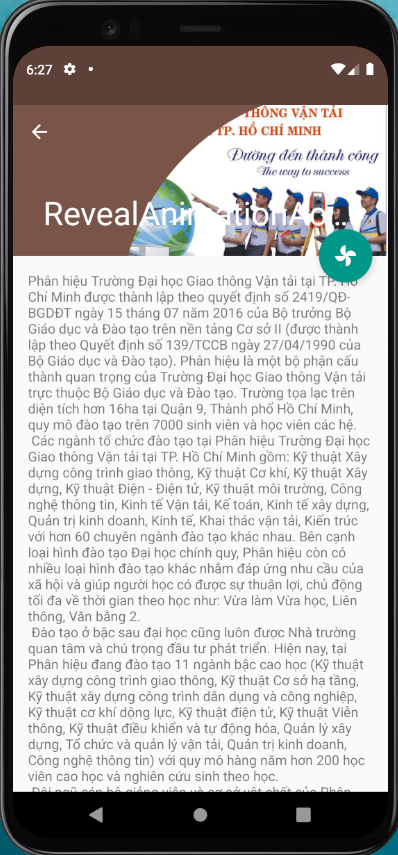 6:27
THÔNG VẬN TẢI
TP. HỒ CHÍ MINH
Đường đến thành công
The way to success
RevealAnimationAc...
Phân hiệu Trường Đại học Giao thông Vận tải tại TP. Hồ
Chí Minh được thành lập theo quyết định số 2419/QĐ-
BGDĐT ngày 15 tháng 07 năm 2016 của Bộ trưởng Bộ
Giáo dục và Đào tạo trên nền tảng Cơ sở II (được thành
lập theo Quyết định số 139/TCCB ngày 27/04/1990 của
Bộ Giáo dục và Đào tạo). Phân hiệu là một bộ phận cấu
thành quan trọng của Trường Đại học Giao thông Vận tải
trực thuộc Bộ Giáo dục và Đào tạo. Trường tọa lạc trên
diện tích hơn 16ha tại Quận 9, Thành phố Hồ Chí Minh,
quy mô đào tạo trên 7000 sinh viên và học viên các hệ.
Các ngành tổ chức đào tạo tại Phân hiệu Trường Đại học
Giao thông Vận tải tại TP. Hồ Chí Minh gồm: Kỹ thuật Xây
dựng công trình giao thông, Kỹ thuật Cơ khí, Kỹ thuật Xây
dựng, Kỹ thuật Điện - Điện tử, Kỹ thuật môi trường, Công
nghệ thông tin, Kinh tế Vận tải, Kế toán, Kinh tế xây dựng,
Quản trị kinh doanh, Kinh tế, Khai thác vận tải, Kiến trúc
với hơn 60 chuyên ngành đào tạo khác nhau. Bên cạnh
loại hình đào tạo Đại học chính quy, Phân hiệu còn có
nhiều loại hình đào tạo khác nhằm đáp ứng nhu cầu của
xã hội và giúp người học có được sự thuận lợi, chủ động
tối đa về thời gian theo học như: Vừa làm Vừa học, Liên
thông, Văn bằng 2.
Đào tạo ở bậc sau đại học cũng luôn được Nhà trường
quan tâm và chú trọng đầu tư phát triển. Hiện nay, tại
Phân hiệu đang đào tạo 11 ngành bậc cao học (Kỹ thuật
xây dựng công trình giao thông, Kỹ thuật Cơ sở hạ tầng,
Kỹ thuật xây dựng công trình dân dụng và công nghiệp,
Kỹ thuật cơ khí động lực, Kỹ thuật điện tử, Kỹ thuật Viễn
thông, Kỹ thuật điều khiển và tự động hóa, Quản lý xây
dựng, Tổ chức và quản lý vận tải, Quản trị kinh doanh,
Công nghệ thông tin) với quy mô hàng năm hơn 200 học
viên cao học và nghiên cứu sinh theo học.
Đội ngũ cán bộ giảng viên và cơ sở vật chất của Phân